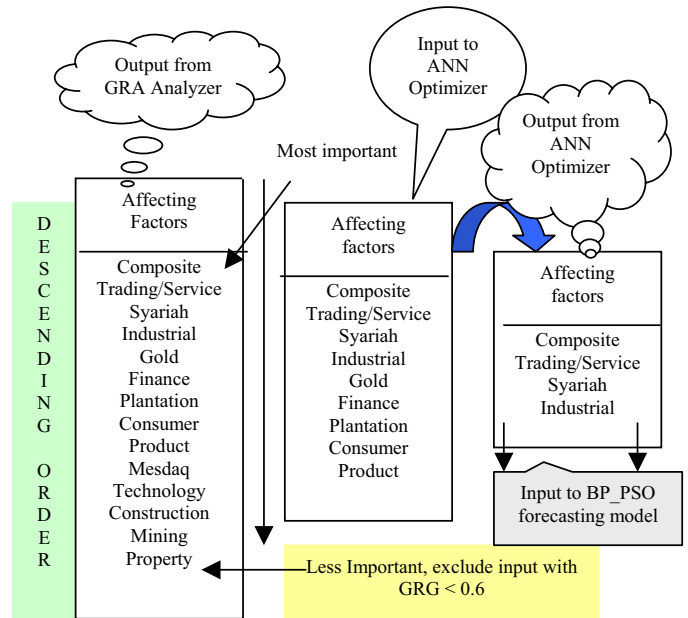 Output from
GRA Analyzer
Input to
ANN
Optimizer
Output from
ANN
Optimizer
Most important
DESCENDING ORDER
Affecting
Factors
Composite
Trading/Service
Syariah
Industrial
Gold
Finance
Plantation
Consumer
Product
Mesdaq
Technology
Construction
Mining
Property
Affecting
factors
Composite
Trading/Service
Syariah
Industrial
Gold
Finance
Plantation
Consumer
Product
Affecting
factors
Composite
Trading/Service
Syariah
Industrial
Input to BP_PSO
forecasting model
Less Important, exclude input with
GRG < 0.6